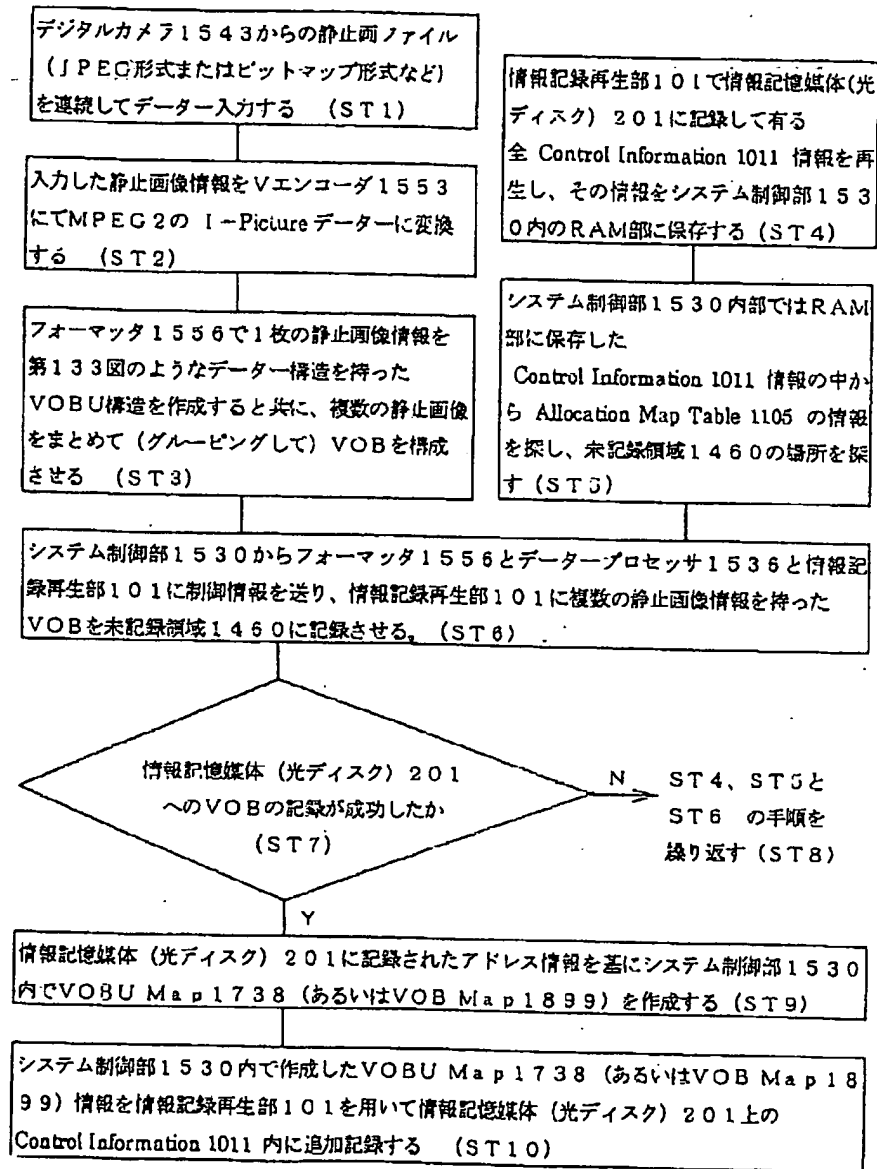 デジタルカメラ1543からの静止画ファイル
(JPEG形式またはビットマップ形式など)
を連続してデーター入力する (ST1)
入力した静止画像情報をVエンコーダ1553
にてMPEG2の I-Picture データーに変換
する (ST2)
フォーマッタ1556で1枚の静止画像情報を
第133図のようなデーター構造を持った
VOBU構造を作成すると共に、複数の静止画像
をまとめて(グルーピングして)VOBを構成
させる (ST3)
情報記録再生部101で情報記憶媒体(光
ディスク)201に記録して有る
全 Control Information 1011 情報を再
生し、その情報をシステム制御部153
0内のRAM部に保存する(ST4)
システム制御部1530内部ではRAM
部に保存した
Control Information 1011 情報の中か
ら Allocation Map Table 1105 の情報
を探し、未記録領域1460の場所を探
す(ST5)
システム制御部1530からフォーマッタ1556とデータープロセッサ1536と情報記
録再生部101に制御情報を送り、情報記録再生部101に複数の静止画像情報を持った
VOBを未記録領域1460に記録させる。(ST6)
情報記憶媒体(光ディスク)201
へのVOBの記録が成功したか
(ST7)
N
ST4、ST5と
ST6 の手順を
繰り返す(ST8)
Y
情報記憶媒体(光ディスク)201に記録されたアドレス情報を基にシステム制御部1530
内でVOBU Map1738(あるいはVOB Map1899)を作成する(ST9)
システム制御部1530内で作成したVOBU Map1738(あるいはVOB Map18
99)情報を情報記録再生部101を用いて情報記憶媒体(光ディスク)201上の
Control Information 1011 内に追加記録する (ST10)